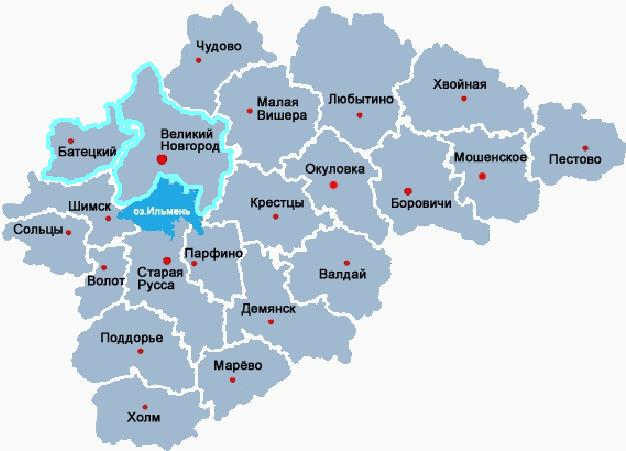 Чудово
Малая
Вишера
Любытино
Хвойная
Великий
Новгород
Батецкий
Окуловка
Мошенское
Пестово
Шимск
оз.Ильмень
Крестцы
Боровичи
Сольцы
Волот
Старая
Русса
Парфино
Валдай
Демянск
Поддорье
Марёво
Холм